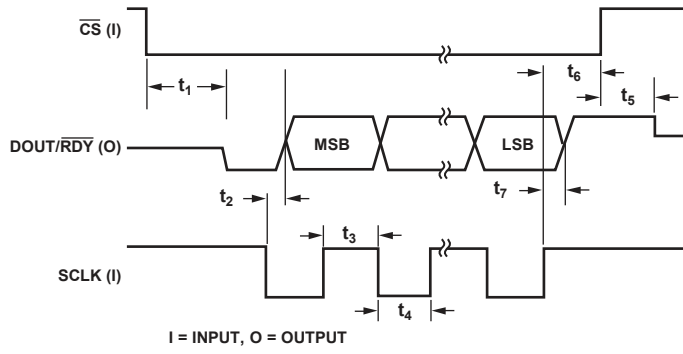 CS (I)
t1
t6
t5
DOUT/RDY (O)
MSB
LSB
t2
t7
t3
SCLK (I)
t4
I = INPUT, O = OUTPUT